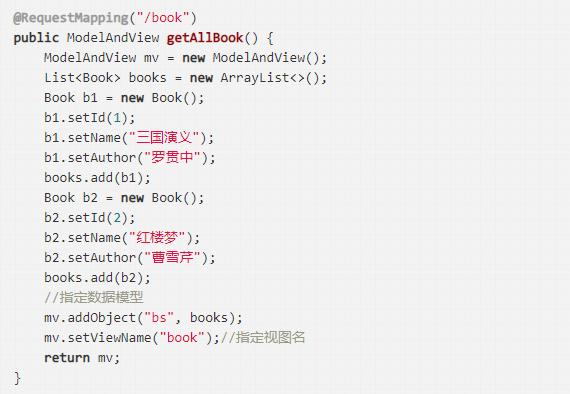 @RequestMapping("/book")
public ModelAndView getAllBook() {
    ModelAndView mv = new ModelAndView();
    List<Book> books = new ArrayList<>();
    Book b1 = new Book();
    b1.setId(1);
    b1.setName("三国演义");
    b1.setAuthor("罗贯中");
    books.add(b1);
    Book b2 = new Book();
    b2.setId(2);
    b2.setName("红楼梦");
    b2.setAuthor("曹雪芹");
    books.add(b2);
    //指定数据模型
    mv.addObject("bs", books);
    mv.setViewName("book");//指定视图名
    return mv;
}